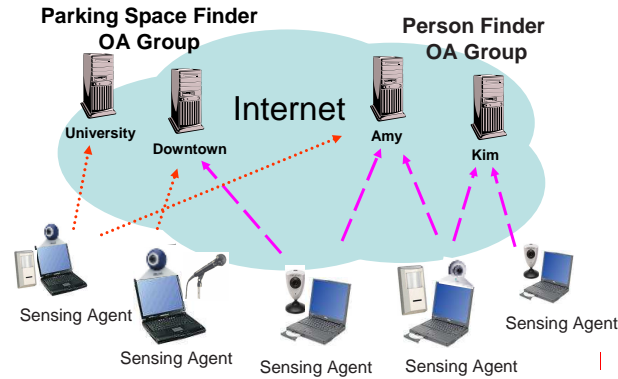 Parking Space Finder
OA Group
Person Finder
OA Group
Internet
University
Downtown
Amy
Kim
Sensing Agent
Sensing Agent
Sensing Agent
Sensing Agent
Sensing Agent